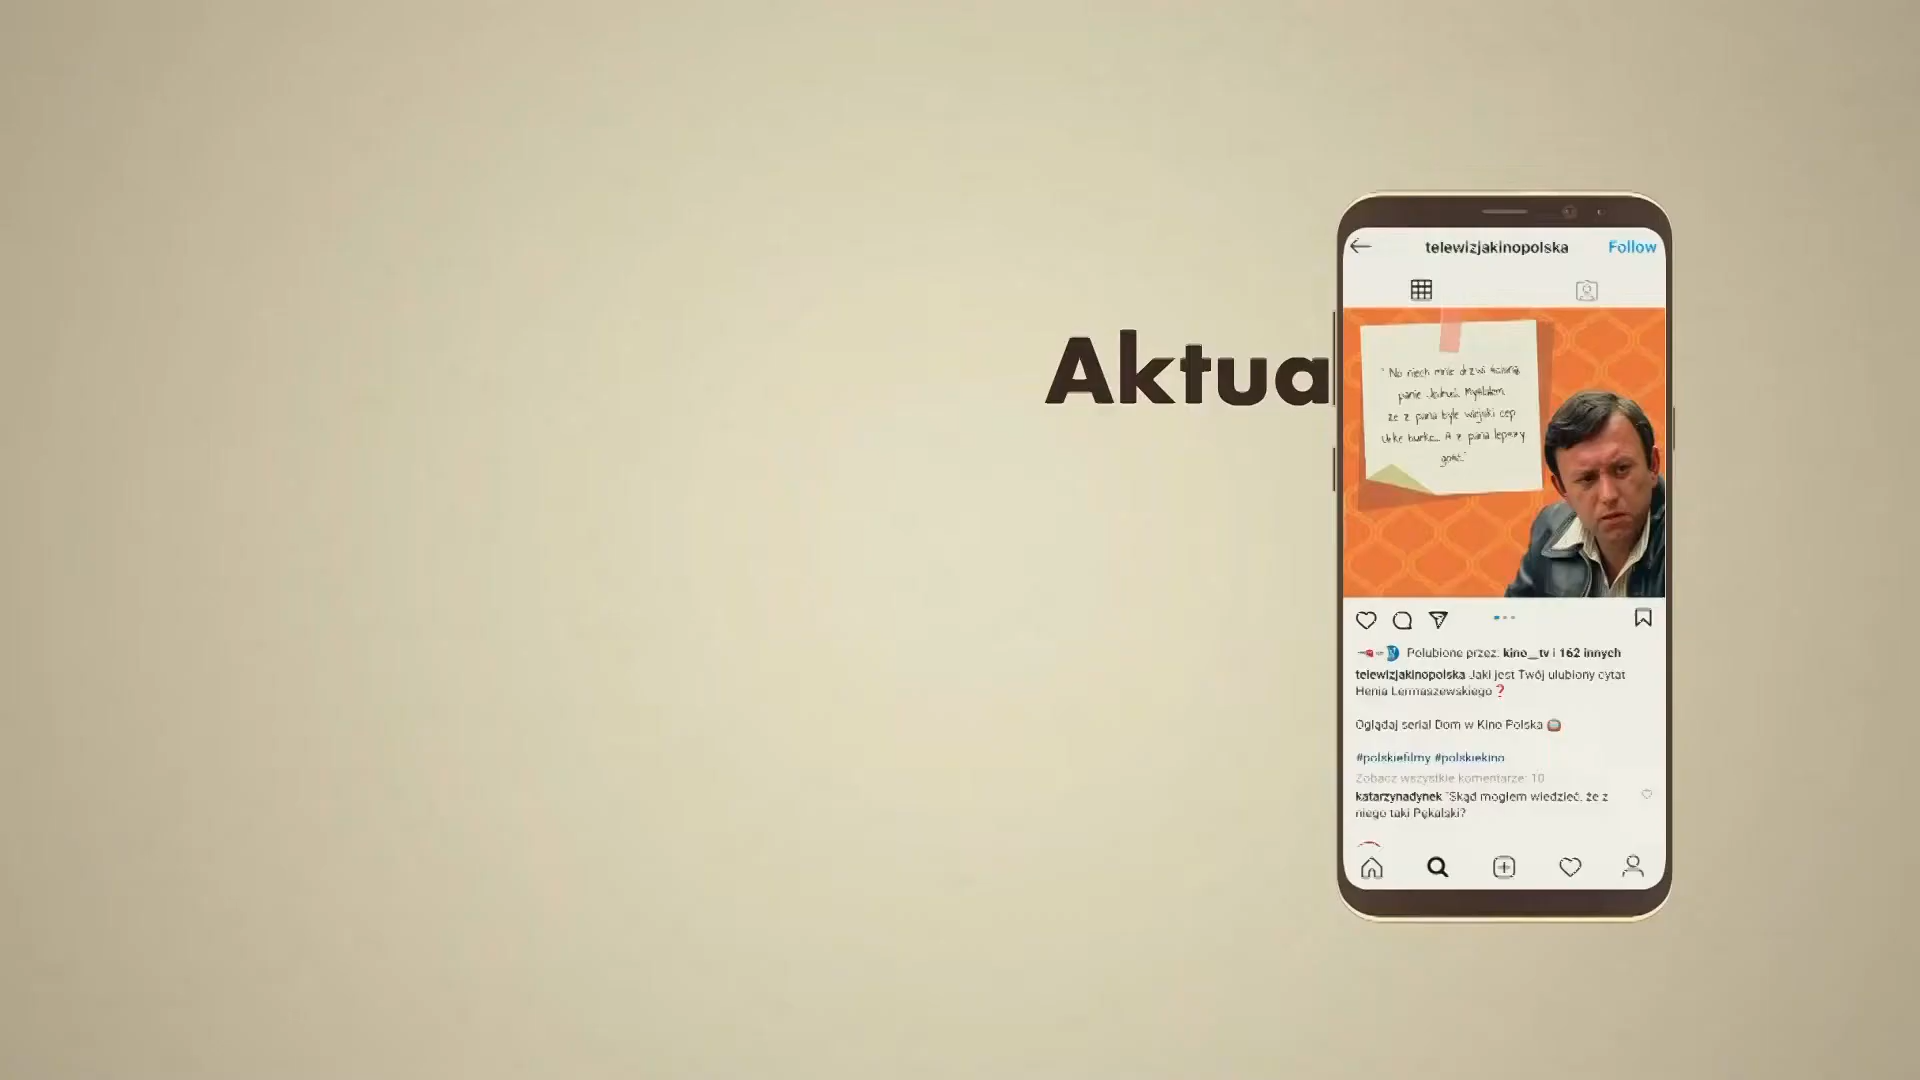 telewizjakinopolska Follow
Aktua
"No niech mnie drzwi ścisną
panie Jedruś. Myślałem,
że z pana byle wiejski cep
a z pana lepszy
gość."
Polubione przez: kino__tv i 162 innych
telewizjakinopolska Jaki jest Twój ulubiony cytat
Henia Lermaszewskiego ❓
Oglądaj serial Dom w Kino Polska 📺
#polskiefilmy #polskiekino
Zobacz wszystkie komentarze: 10
katarzynadynek "Skąd mogłem wiedzieć, że z
niego taki Pękalski?